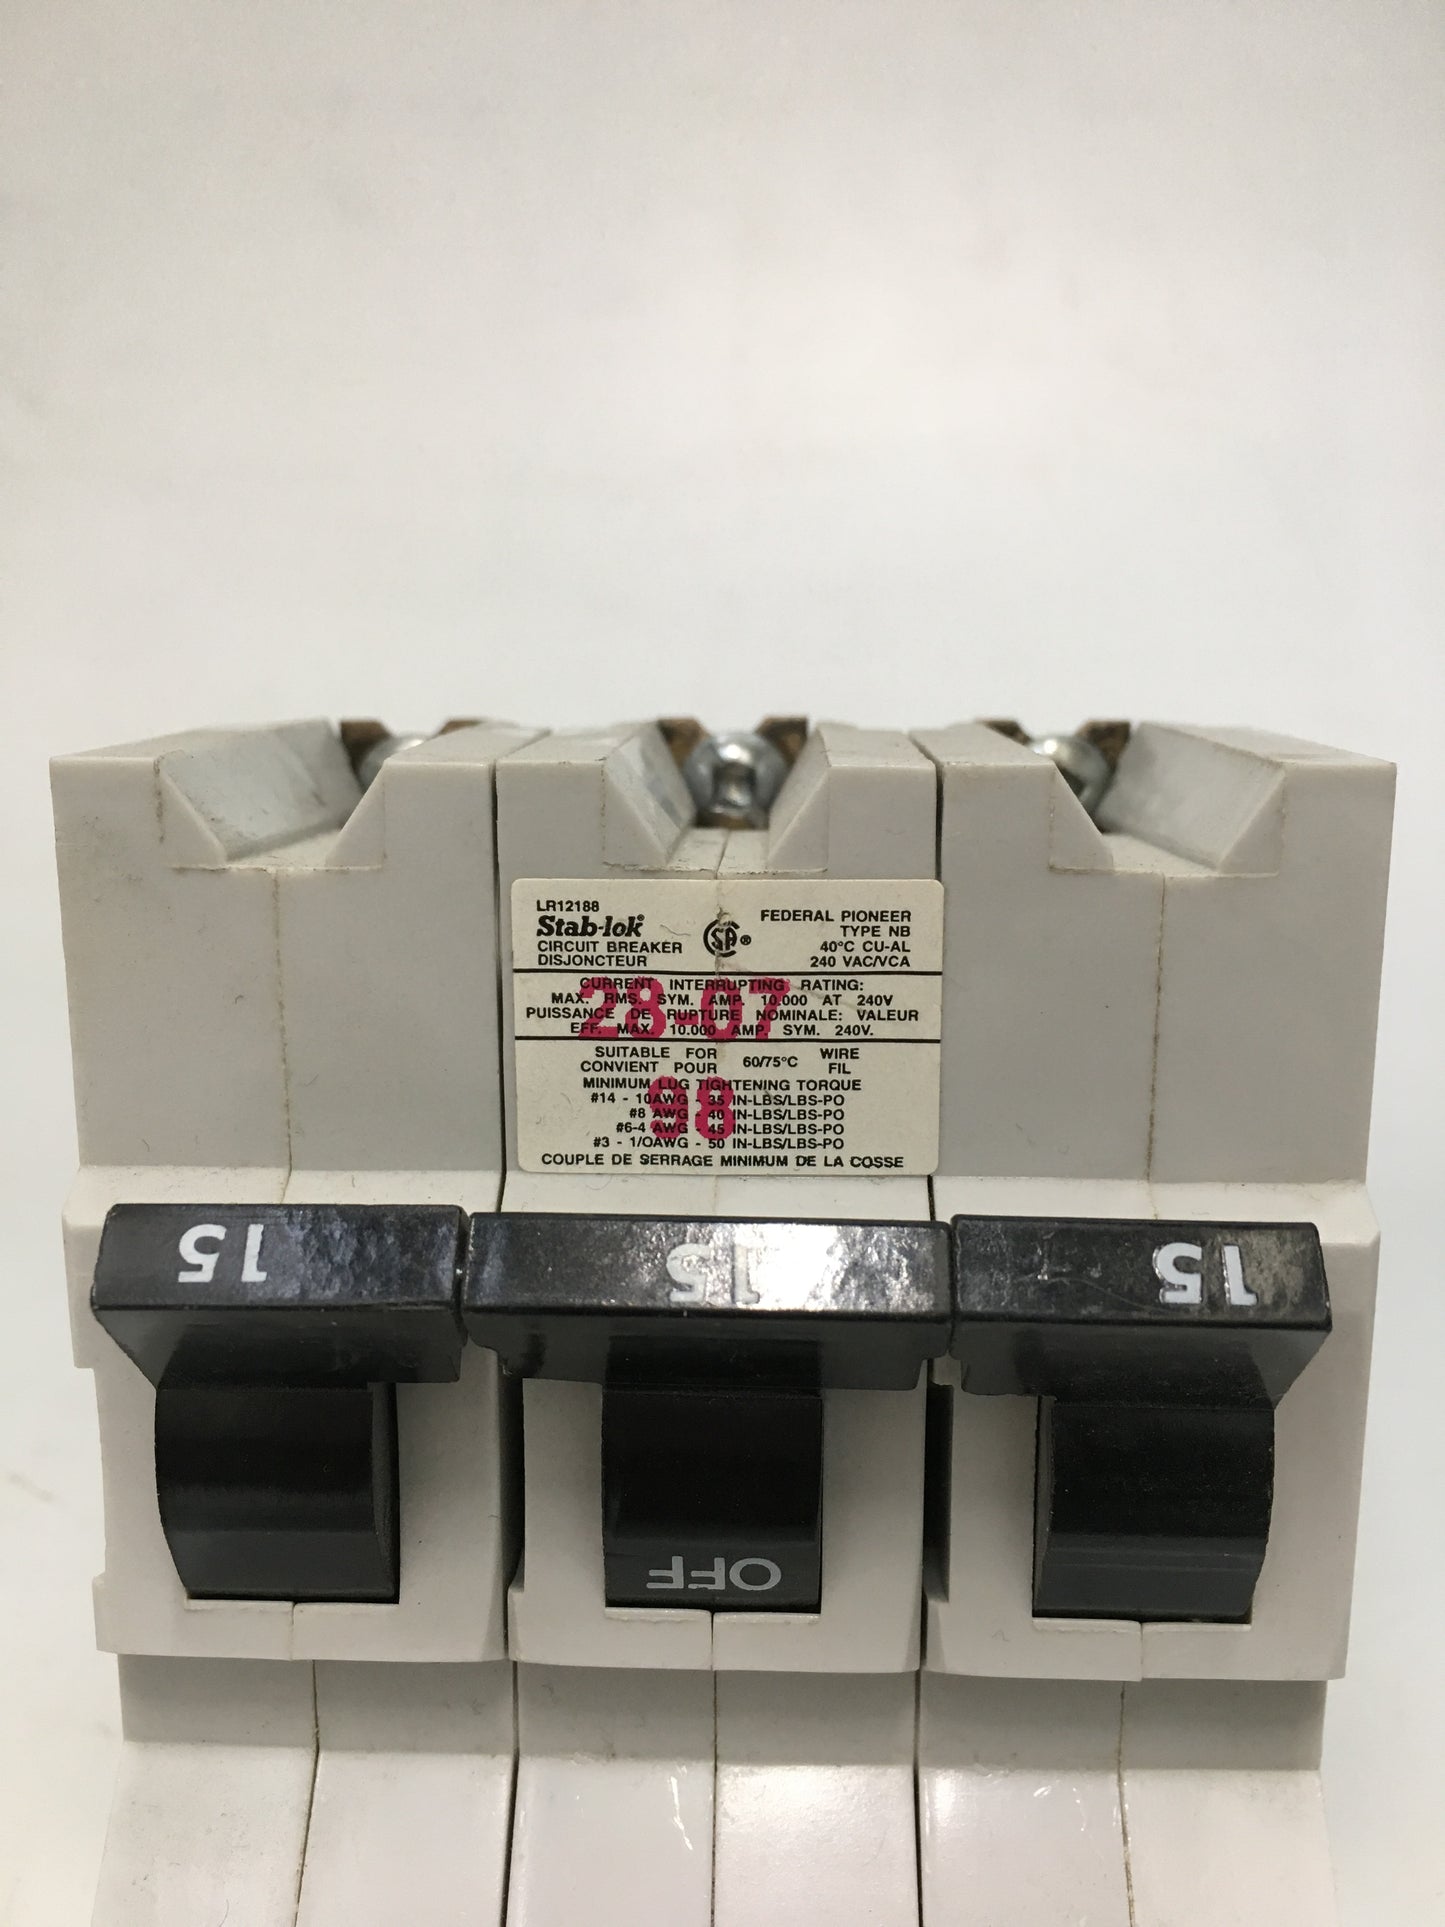 LR12188
Stab-lok®
CIRCUIT BREAKER
DISJONCTEUR
SA ®
FEDERAL PIONEER
TYPE NB
40°C CU-AL
240 VAC/VCA
CURRENT INTERRUPTING RATING:
MAX. RMS. SYM. AMP. 10.000 AT 240V
PUISSANCE DE RUPTURE NOMINALE: VALEUR
EFF. MAX. 10.000 AMP. SYM. 240V.
28-07
SUITABLE FOR 60/75°C WIRE
CONVIENT POUR FIL
MINIMUM LUG TIGHTENING TORQUE
#14 - 10AWG - 35 IN-LBS/LBS-PO
#8 AWG - 40 IN-LBS/LBS-PO
#6-4 AWG - 45 IN-LBS/LBS-PO
#3 - 1/0AWG - 50 IN-LBS/LBS-PO
98
COUPLE DE SERRAGE MINIMUM DE LA COSSE
15
15
15
OFF